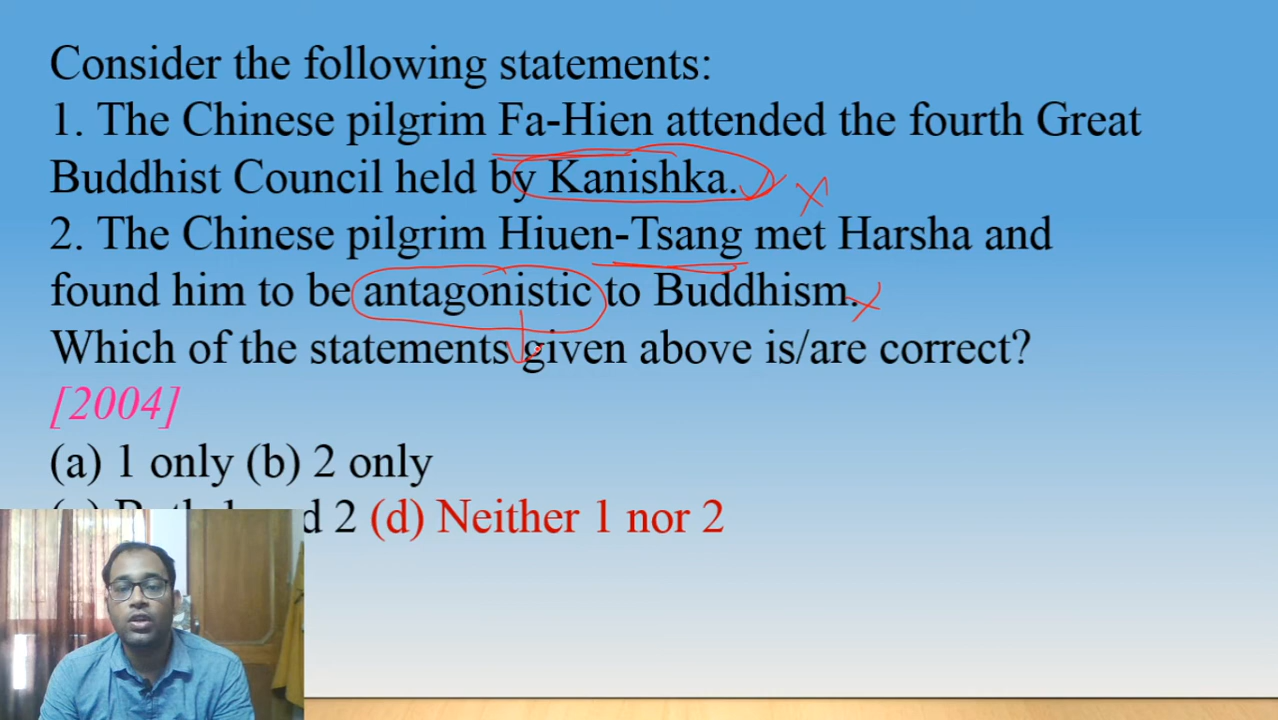 Consider the following statements:
1. The Chinese pilgrim Fa-Hien attended the fourth Great
Buddhist Council held by Kanishka.
2. The Chinese pilgrim Hiuen-Tsang met Harsha and
found him to be antagonistic to Buddhism.
Which of the statements given above is/are correct?
[2004]
(a) 1 only (b) 2 only
2 (d) Neither 1 nor 2